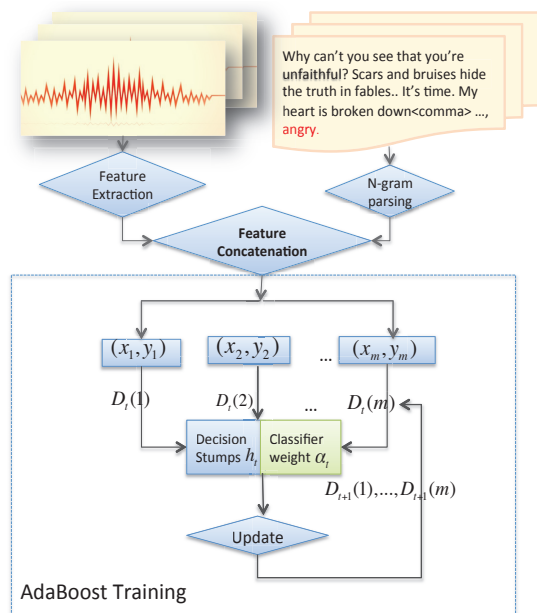 Why can't you see that you're
unfaithful? Scars and bruises hide
the truth in fables.. It's time. My
heart is broken down<comma> ...,
angry.
Feature
Extraction
N-gram
parsing
Feature
Concatenation
(x₁, y₁)
(x₂, y₂)
...
(xₘ, yₘ)
Dₜ(1)
Dₜ(2)
...
Dₜ(m)
Decision
Stumps hₜ
Classifier
weight αₜ
Dₜ₊₁(1),...,Dₜ₊₁(m)
Update
AdaBoost Training